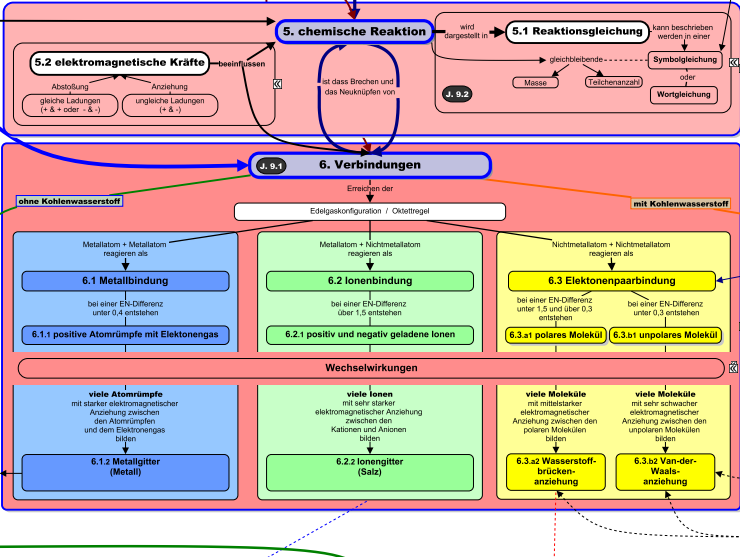 5. chemische Reaktion
wird
dargestellt in
5.1 Reaktionsgleichung
kann beschrieben
werden in einer
5.2 elektromagnetische Kräfte
beeinflussen
Abstoßung
Anziehung
gleiche Ladungen
(+ & + oder - & -)
ungleiche Ladungen
(+ & -)
ist dass Brechen und
das Neuknüpfen von
gleichbleibende
Masse
Teilchenanzahl
Symbolgleichung
oder
Wortgleichung
J. 9.2
J. 9.1
6. Verbindungen
Erreichen der
ohne Kohlenwasserstoff
mit Kohlenwasserstoff
Edelgaskonfiguration / Oktettregel
Metallatom + Metallatom
reagieren als
6.1 Metallbindung
bei einer EN-Differenz
unter 0,4 entstehen
6.1.1 positive Atomrümpfe mit Elektonengas
Metallatom + Nichtmetallatom
reagieren als
6.2 Ionenbindung
bei einer EN-Differenz
über 1,5 entstehen
6.2.1 positiv und negativ geladene Ionen
Nichtmetallatom + Nichtmetallatom
reagieren als
6.3 Elektonenpaarbindung
bei einer EN-Differenz
unter 1,5 und über 0,3
entstehen
bei einer EN-Differenz
unter 0,3 entstehen
6.3.a1 polares Molekül
6.3.b1 unpolares Molekül
Wechselwirkungen
viele Atomrümpfe
mit starker elektromagnetischer
Anziehung zwischen
den Atomrümpfen
und dem Elektronengas
bilden
6.1.2 Metallgitter
(Metall)
viele Ionen
mit sehr starker
elektromagnetischer Anziehung
zwischen den
Kationen und Anionen
bilden
6.2.2 Ionengitter
(Salz)
viele Moleküle
mit mittelstarker
elektromagnetischer
Anziehung zwischen den
polaren Molekülen
bilden
6.3.a2 Wasserstoff-
brücken-
anziehung
viele Moleküle
mit sehr schwacher
elektromagnetischer
Anziehung zwischen den
unpolaren Molekülen
bilden
6.3.b2 Van-der-
Waals-
anziehung